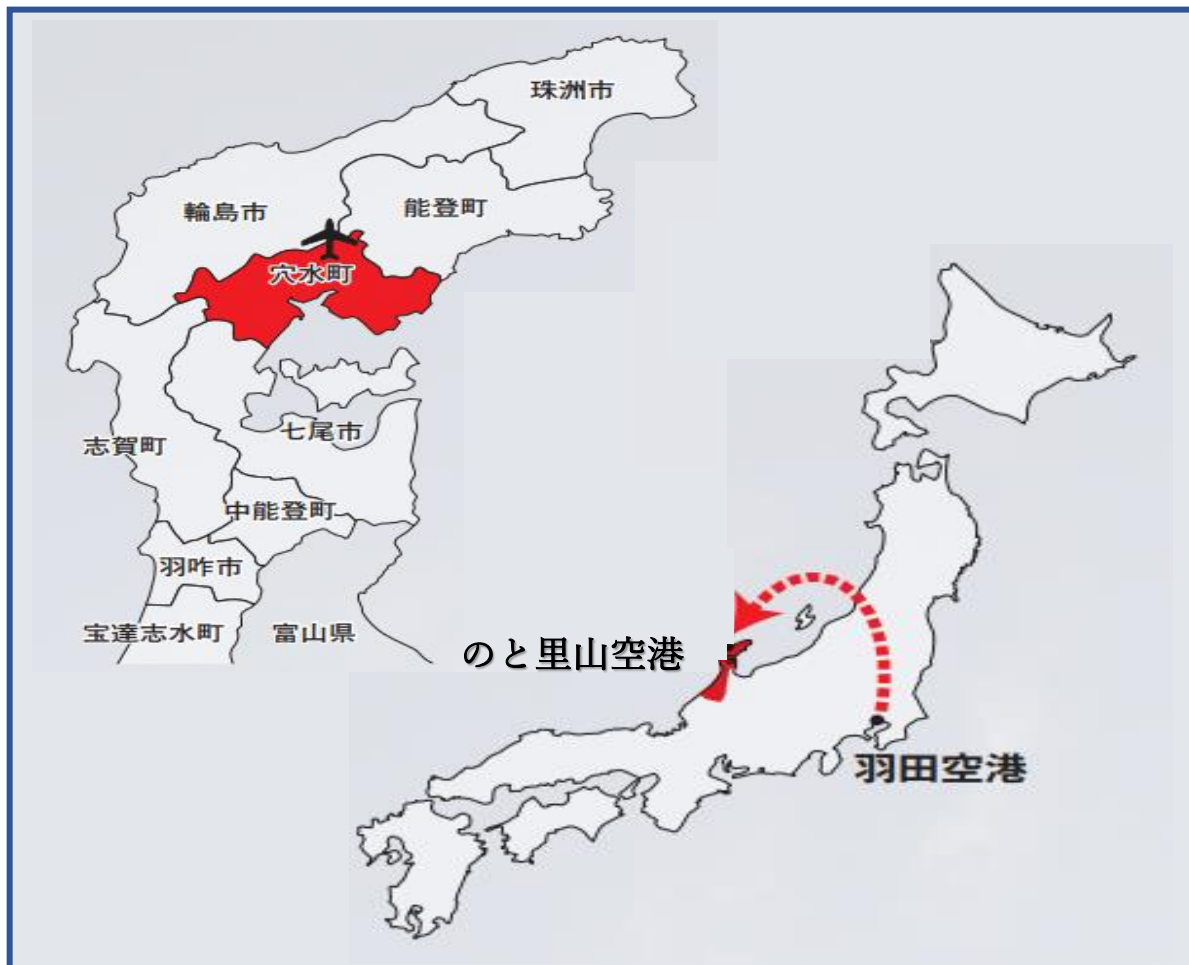 珠洲市
輪島市
能登町
穴水町
七尾市
志賀町
中能登町
羽咋市
宝達志水町
富山県
のと里山空港
羽田空港